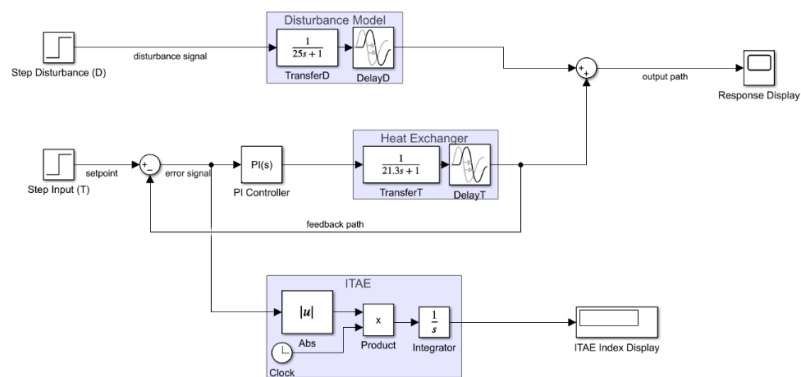 Disturbance Model
1
25s + 1
TransferD
DelayD
Step Disturbance (D)
disturbance signal
+
+
output path
Response Display
Heat Exchanger
1
21.3s + 1
TransferT
DelayT
Step Input (T)
setpoint
+
−
error signal
PI(s)
PI Controller
feedback path
ITAE
|u|
Abs
x
Product
1
s
Integrator
Clock
ITAE Index Display